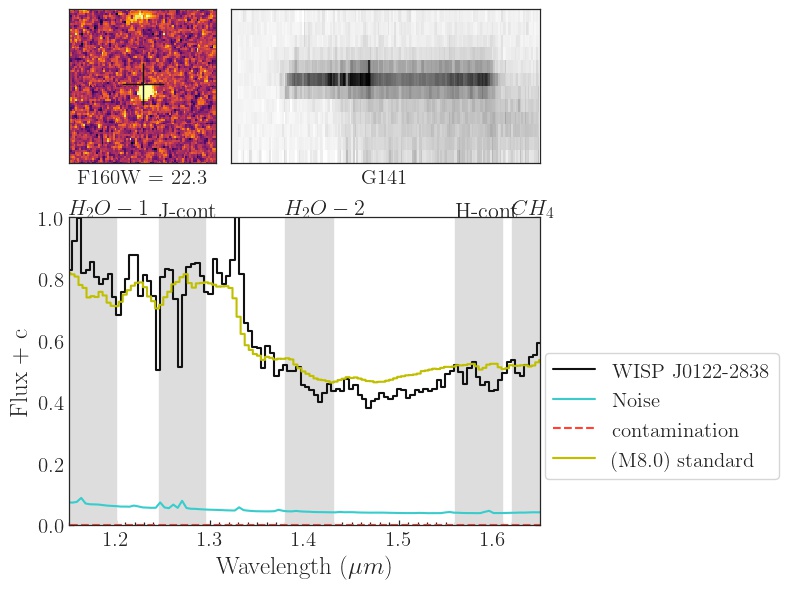 F160W = 22.3
G141
H2O − 1 J-cont H2O − 2 H-cont CH4
1.0
0.8
0.6
0.4
0.2
0.0
Flux + c
1.2 1.3 1.4 1.5 1.6
Wavelength (μm)
WISP J0122-2838
Noise
contamination
(M8.0) standard